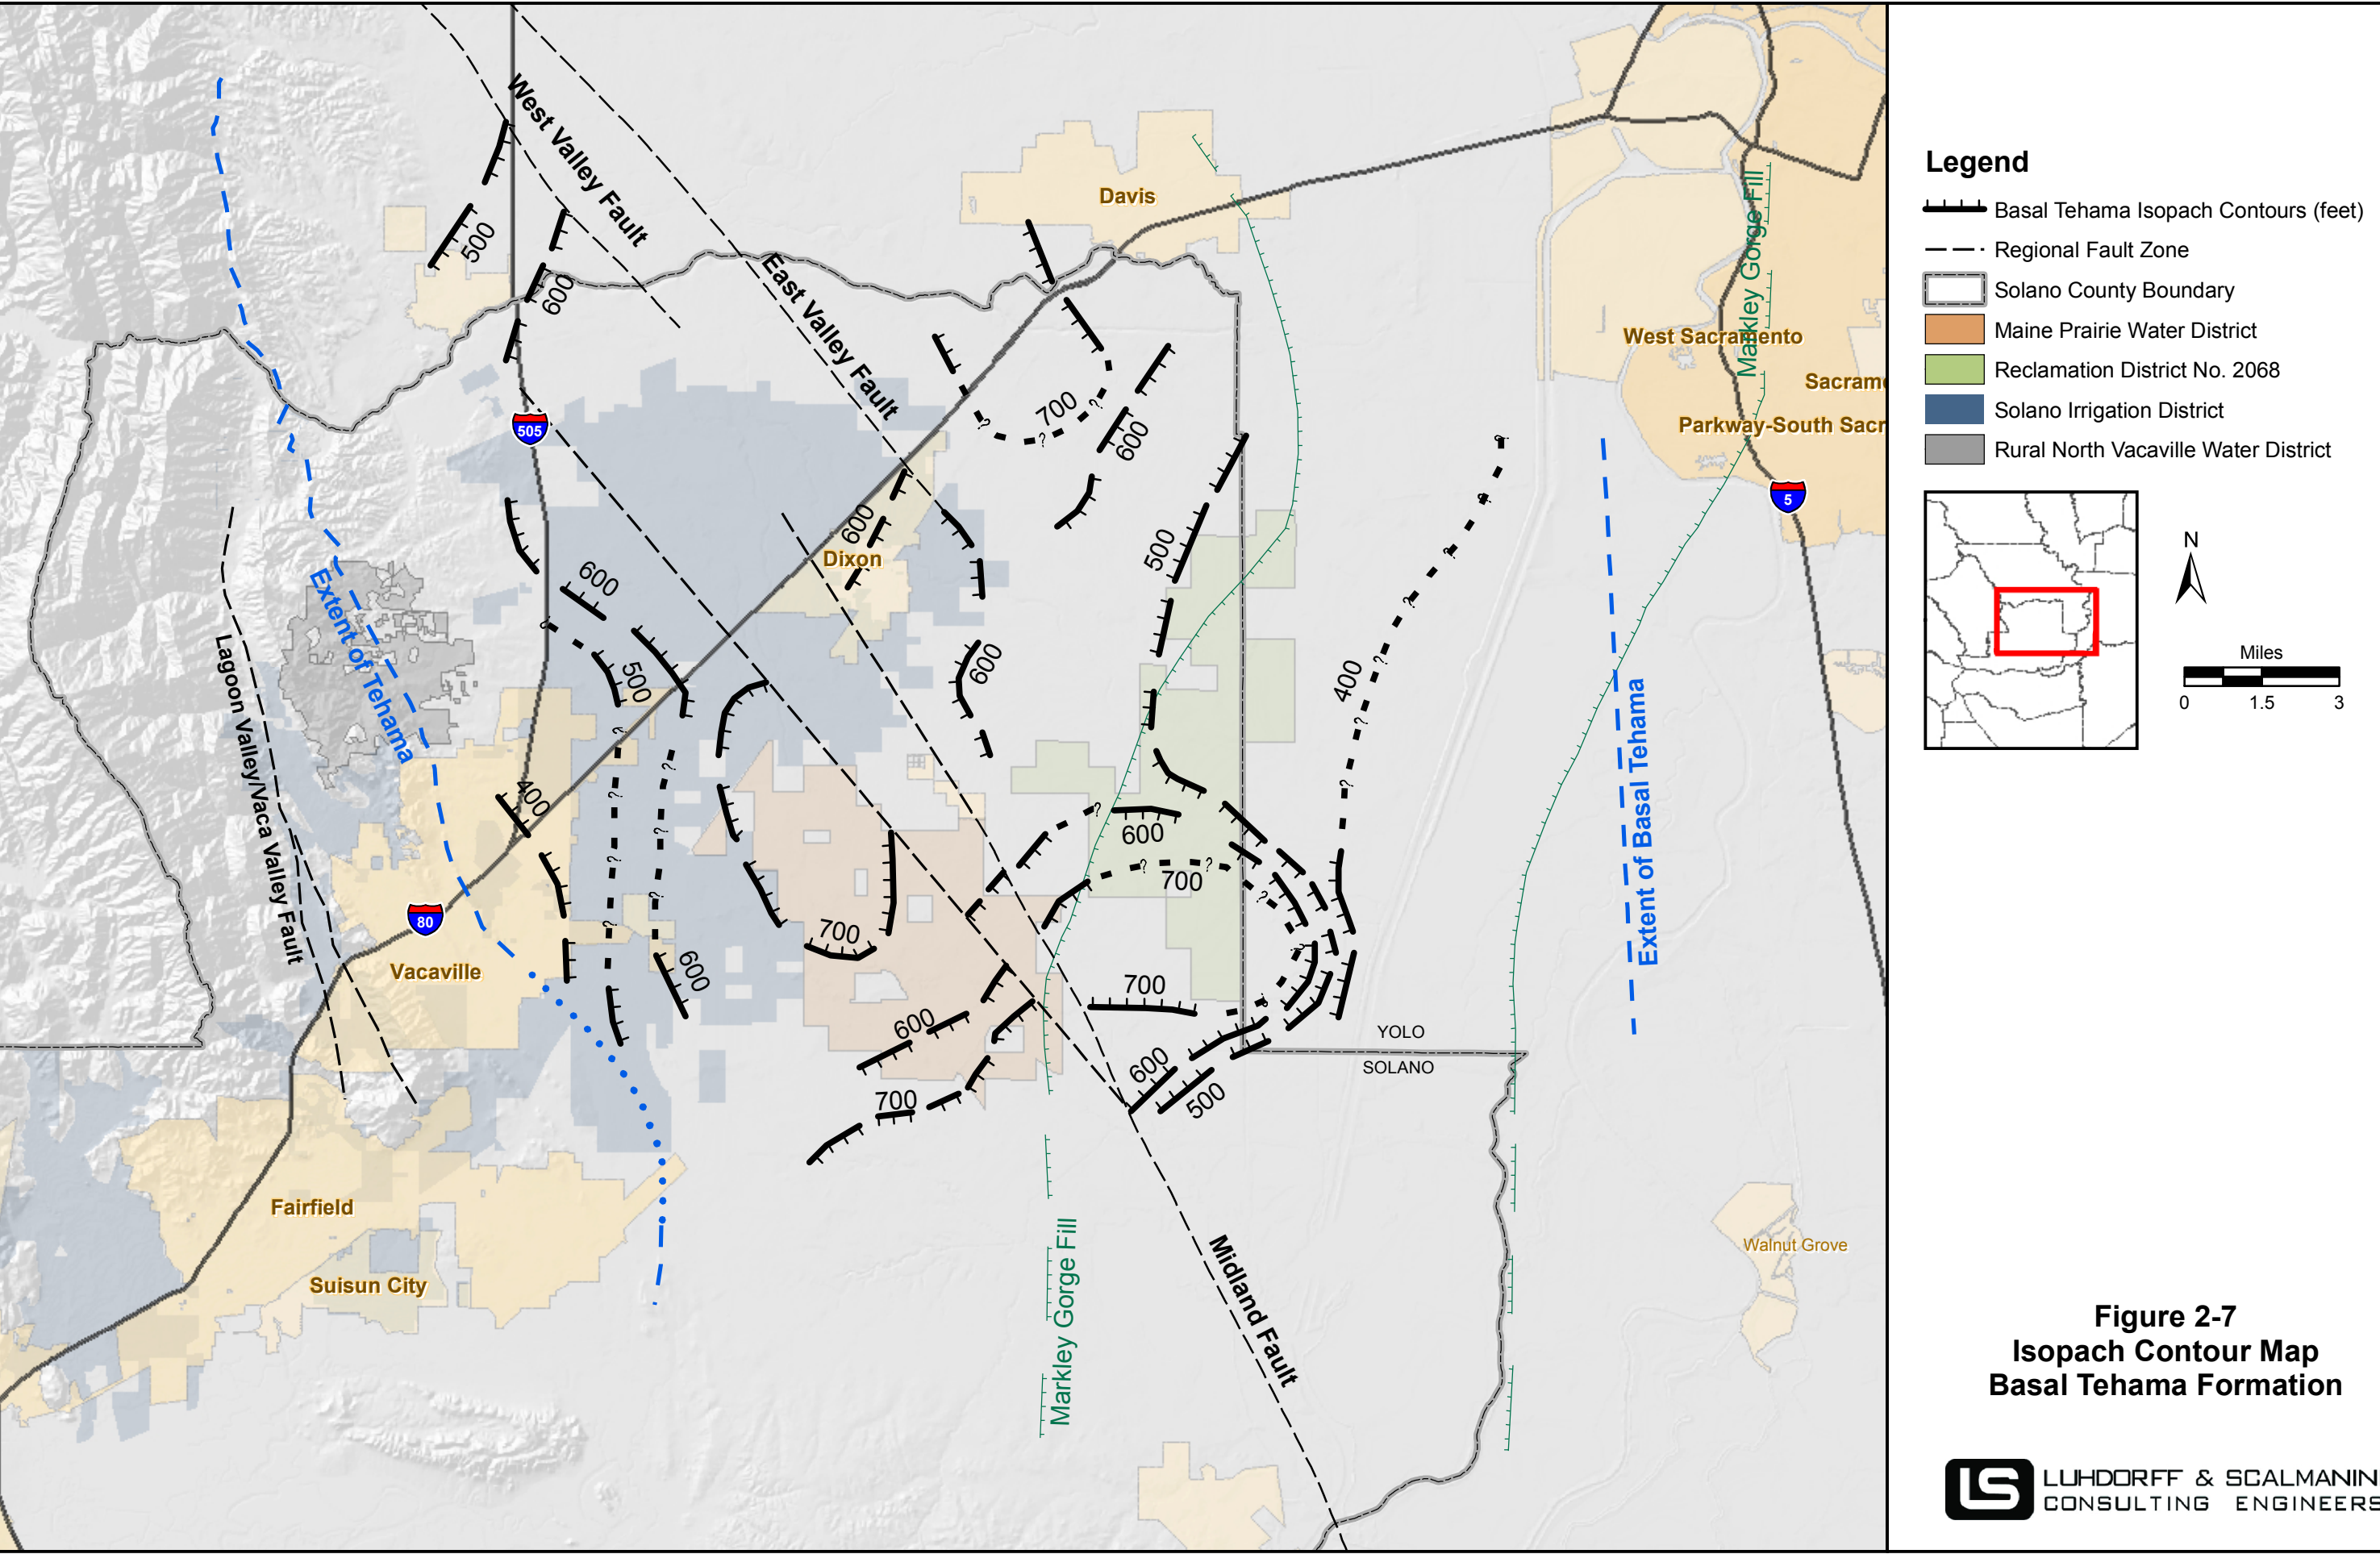 West Valley Fault
500
600
East Valley Fault
Davis
700
?
?
?
600
505
600
Dixon
500
600
500
600
400
Lagoon Valley/Vaca Valley Fault
Extent of Tehama
400
80
Vacaville
600
700
600
700
600
700
700
600
500
YOLO
SOLANO
Fairfield
Suisun City
Markley Gorge Fill
Midland Fault
Markley Gorge Fill
West Sacramento
Sacrame
Parkway-South Sacr
5
Extent of Basal Tehama
Walnut Grove
Legend
Basal Tehama Isopach Contours (feet)
Regional Fault Zone
Solano County Boundary
Maine Prairie Water District
Reclamation District No. 2068
Solano Irrigation District
Rural North Vacaville Water District
N
Miles
0 1.5 3
Figure 2-7
Isopach Contour Map
Basal Tehama Formation
LS
LUHDORFF & SCALMANIN
CONSULTING ENGINEERS